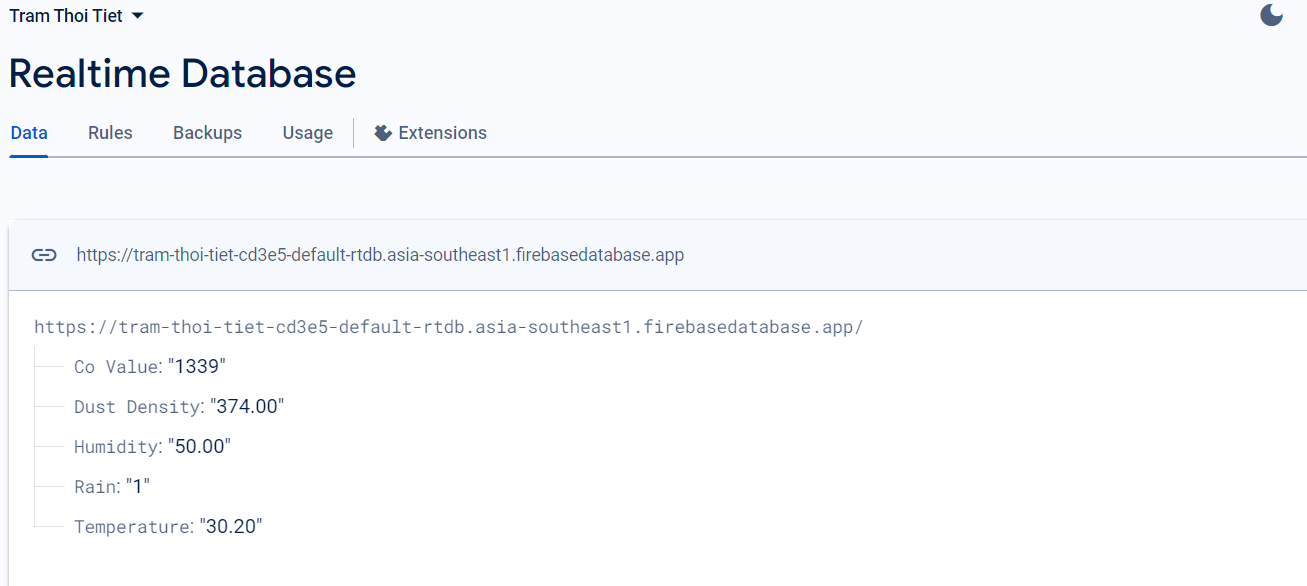 Tram Thoi Tiet
Realtime Database
Data Rules Backups Usage Extensions
https://tram-thoi-tiet-cd3e5-default-rtdb.asia-southeast1.firebasedatabase.app
https://tram-thoi-tiet-cd3e5-default-rtdb.asia-southeast1.firebasedatabase.app/
Co Value: "1339"
Dust Density: "374.00"
Humidity: "50.00"
Rain: "1"
Temperature: "30.20"